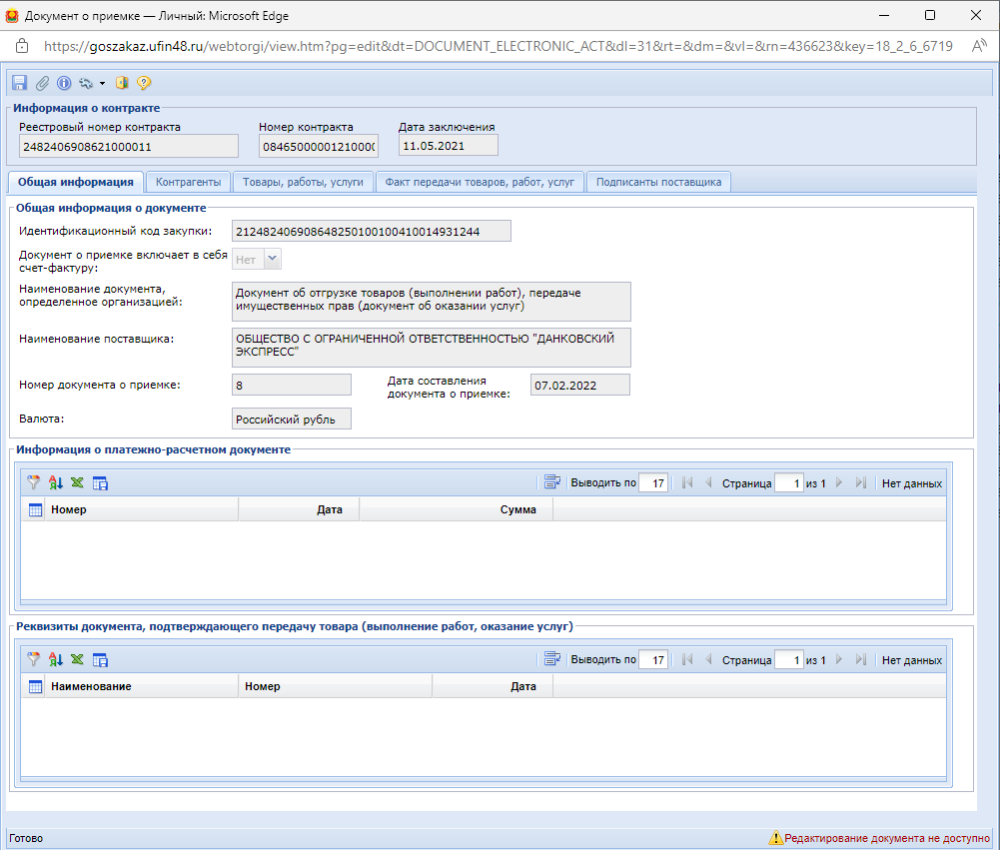 Документ о приемке — Личный: Microsoft Edge
https://goszakaz.ufin48.ru/webtorgi/view.htm?pg=edit&dt=DOCUMENT_ELECTRONIC_ACT&dl=31&rt=&dm=&vl=&rn=436623&key=18_2_6_6719
Информация о контракте
Реестровый номер контракта Номер контракта Дата заключения
2482406908621000011 08465000001210000 11.05.2021
Общая информация Контрагенты Товары, работы, услуги Факт передачи товаров, работ, услуг Подписанты поставщика
Общая информация о документе
Идентификационный код закупки: 212482406908648250100100410014931244
Документ о приемке включает в себя
счет-фактуру: Нет
Наименование документа,
определенное организацией:
Документ об отгрузке товаров (выполнении работ), передаче
имущественных прав (документ об оказании услуг)
Наименование поставщика:
ОБЩЕСТВО С ОГРАНИЧЕННОЙ ОТВЕТСТВЕННОСТЬЮ "ДАНКОВСКИЙ
ЭКСПРЕСС"
Номер документа о приемке: 8
Дата составления
документа о приемке: 07.02.2022
Валюта: Российский рубль
Информация о платежно-расчетном документе
Выводить по 17 Страница 1 из 1 Нет данных
Номер Дата Сумма
Реквизиты документа, подтверждающего передачу товара (выполнение работ, оказание услуг)
Выводить по 17 Страница 1 из 1 Нет данных
Наименование Номер Дата
Готово Редактирование документа не доступно